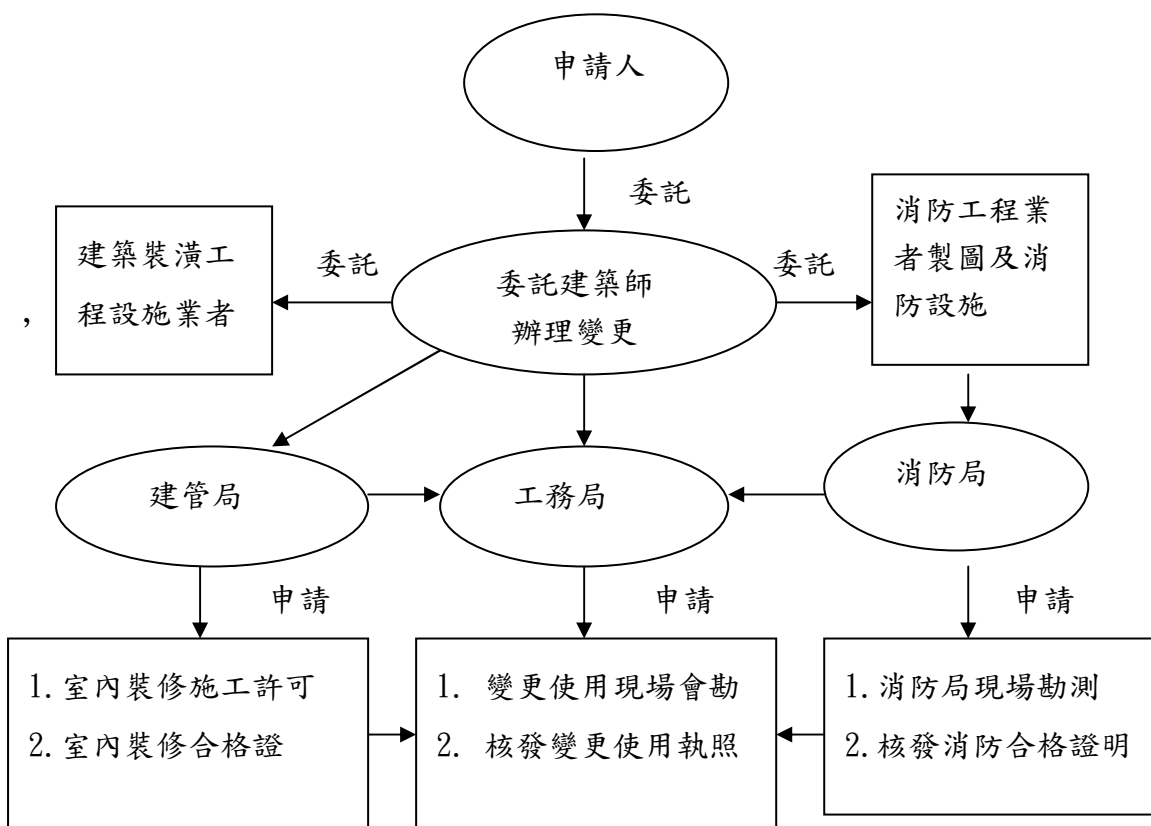 申請人
委託
建築裝潢工
程設施業者
，
委託
委託建築師
辦理變更
委託
消防工程業
者製圖及消
防設施
建管局
工務局
消防局
申請
申請
申請
1. 室內裝修施工許可
2. 室內裝修合格證
1. 變更使用現場會勘
2. 核發變更使用執照
1. 消防局現場勘測
2. 核發消防合格證明